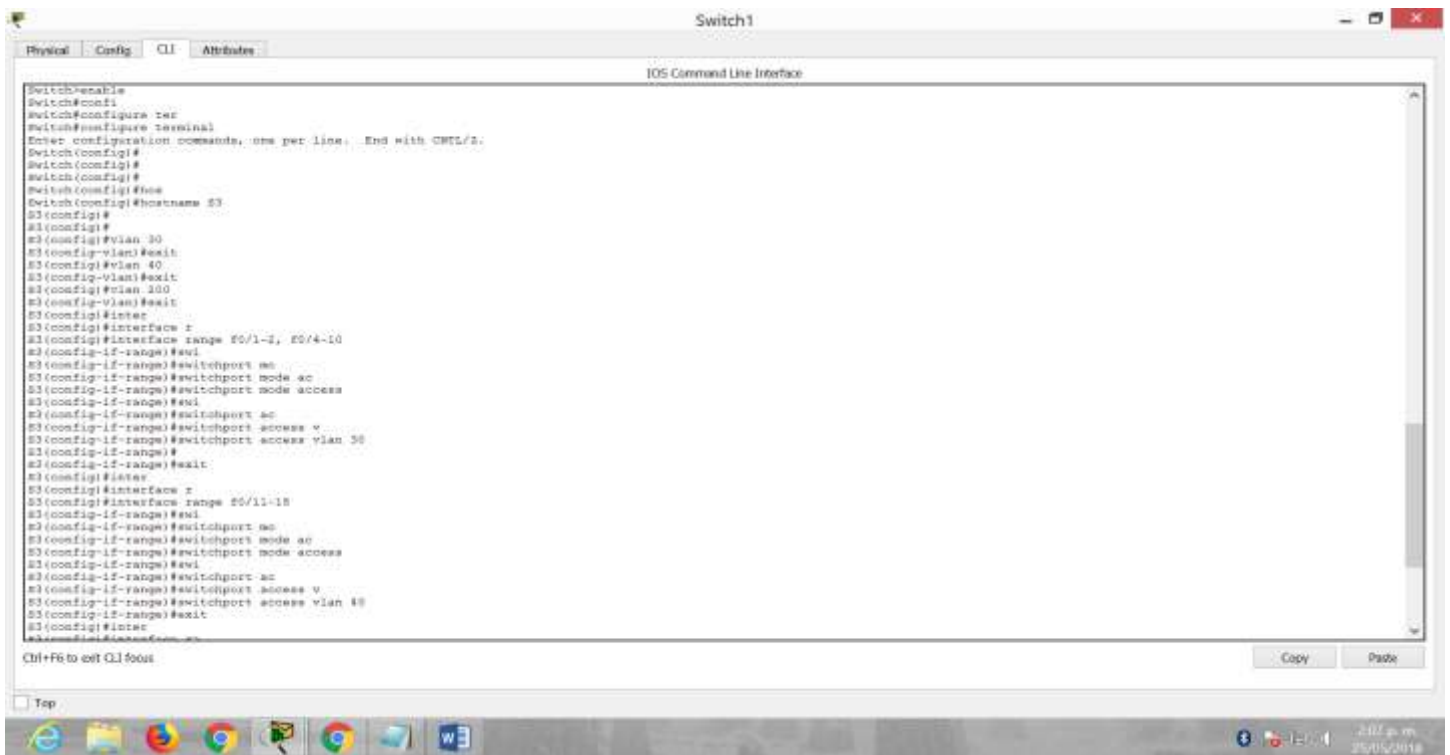 Switch1
Physical Config CLI Attributes
IOS Command Line Interface
Switch>enable
Switch#confi
Switch#configure ter
Switch#configure terminal
Enter configuration commands, one per line. End with CNTL/Z.
Switch(config)#
Switch(config)#
Switch(config)#
Switch(config)#hos
Switch(config)#hostname S3
S3(config)#
S3(config)#
S3(config)#vlan 30
S3(config-vlan)#exit
S3(config)#vlan 40
S3(config-vlan)#exit
S3(config)#vlan 200
S3(config-vlan)#exit
S3(config)#inter
S3(config)#interface r
S3(config)#interface range f0/1-2, f0/4-10
S3(config-if-range)#swi
S3(config-if-range)#switchport mo
S3(config-if-range)#switchport mode ac
S3(config-if-range)#switchport mode access
S3(config-if-range)#swi
S3(config-if-range)#switchport ac
S3(config-if-range)#switchport access v
S3(config-if-range)#switchport access vlan 30
S3(config-if-range)#
S3(config-if-range)#exit
S3(config)#inter
S3(config)#interface r
S3(config)#interface range f0/11-18
S3(config-if-range)#swi
S3(config-if-range)#switchport mo
S3(config-if-range)#switchport mode ac
S3(config-if-range)#switchport mode access
S3(config-if-range)#swi
S3(config-if-range)#switchport ac
S3(config-if-range)#switchport access v
S3(config-if-range)#switchport access vlan 40
S3(config-if-range)#exit
S3(config)#inter
Ctrl+F6 to exit CLI focus
Copy Paste
Top
2:02 p. m.
25/05/2018